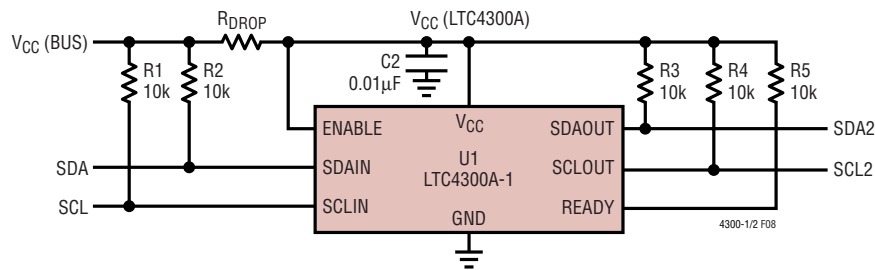 RDROP
VCC (LTC4300A)
VCC (BUS)
C2
0.01µF
R1
10k
R2
10k
R3
10k
R4
10k
R5
10k
ENABLE
VCC
SDAOUT
SDA2
SDA
SDAIN
U1
LTC4300A-1
SCLOUT
SCL2
SCL
SCLIN
GND
READY
4300-1/2 F08